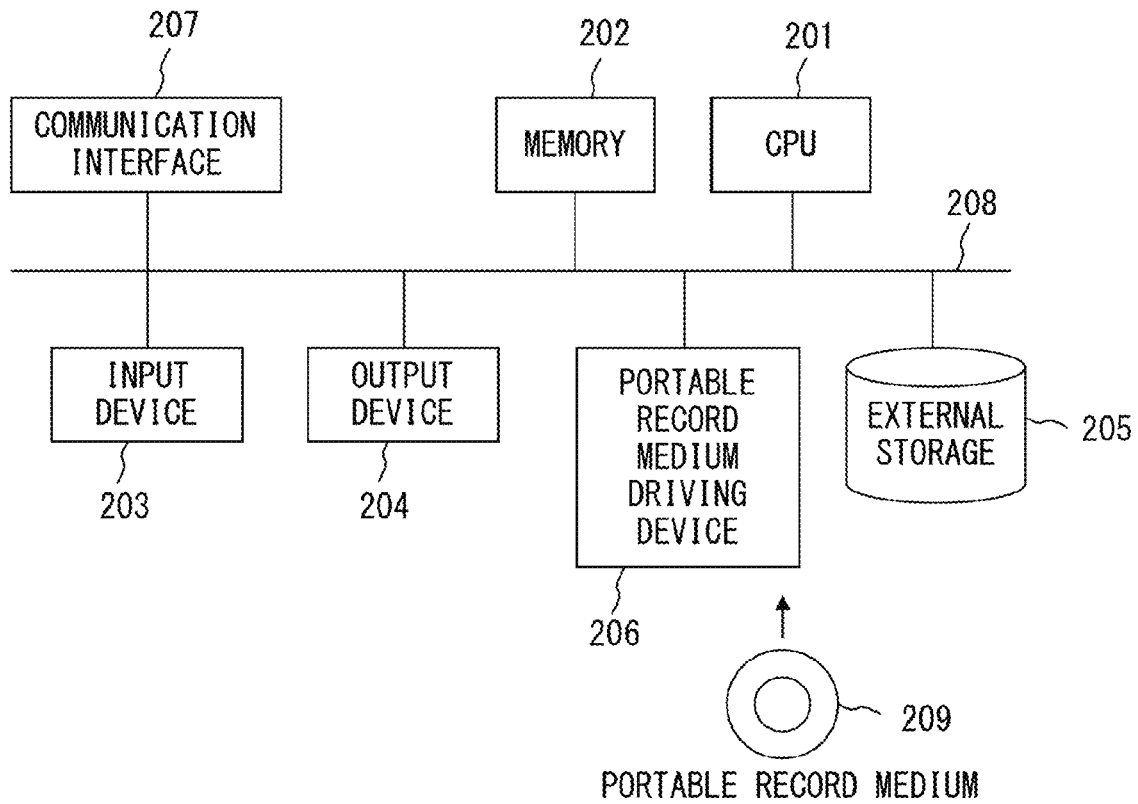 207
202
201
COMMUNICATION
INTERFACE
MEMORY
CPU
208
INPUT
DEVICE
OUTPUT
DEVICE
PORTABLE
RECORD
MEDIUM
DRIVING
DEVICE
EXTERNAL
STORAGE
205
203
204
206
209
PORTABLE RECORD MEDIUM